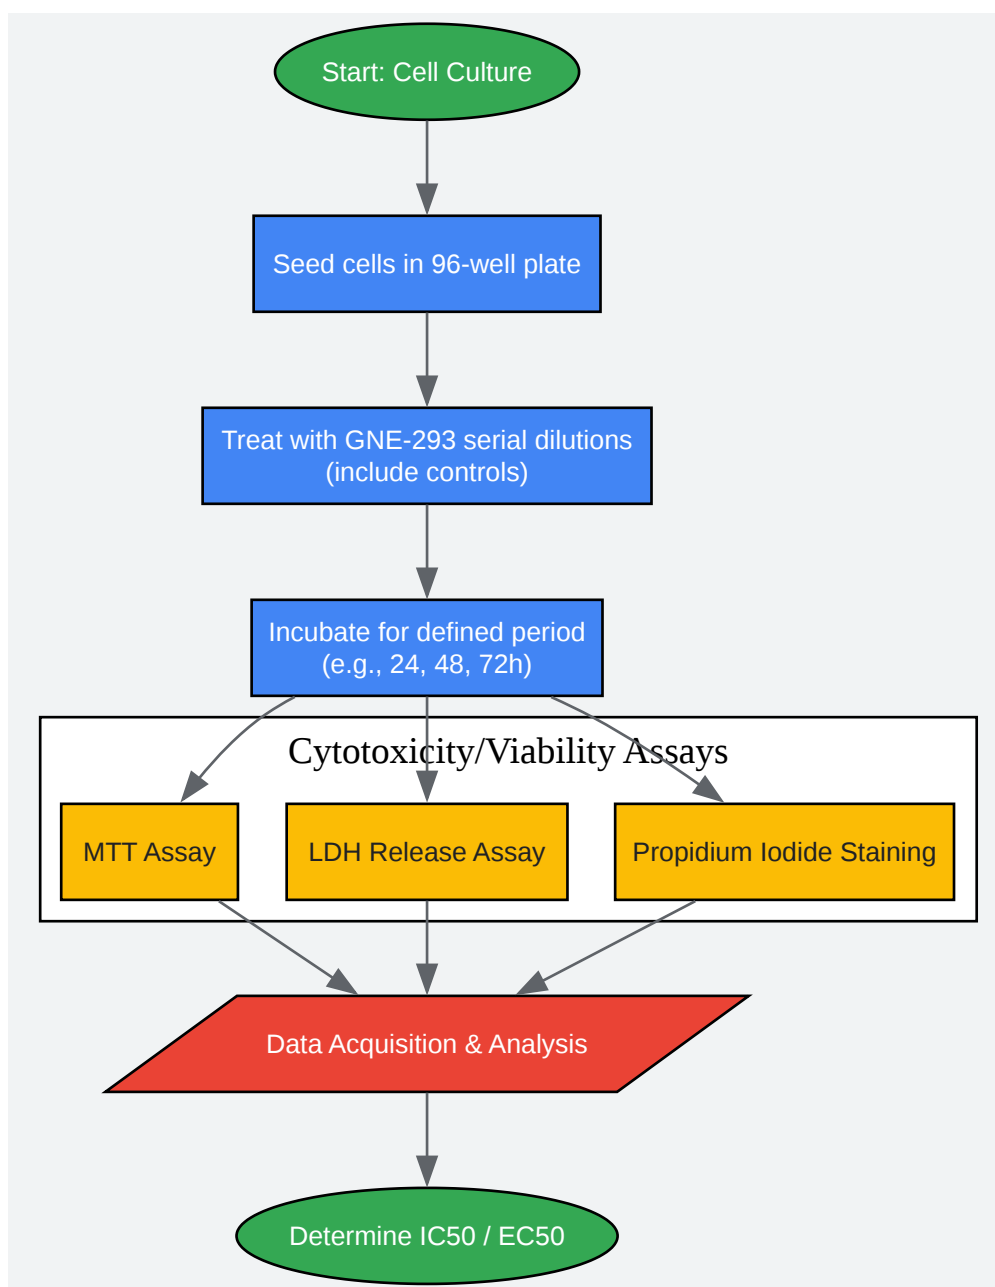 Start: Cell Culture
Seed cells in 96-well plate
Treat with GNE-293 serial dilutions
(include controls)
Incubate for defined period
(e.g., 24, 48, 72h)
Cytotoxicity/Viability Assays
MTT Assay
LDH Release Assay
Propidium Iodide Staining
Data Acquisition & Analysis
Determine IC50 / EC50